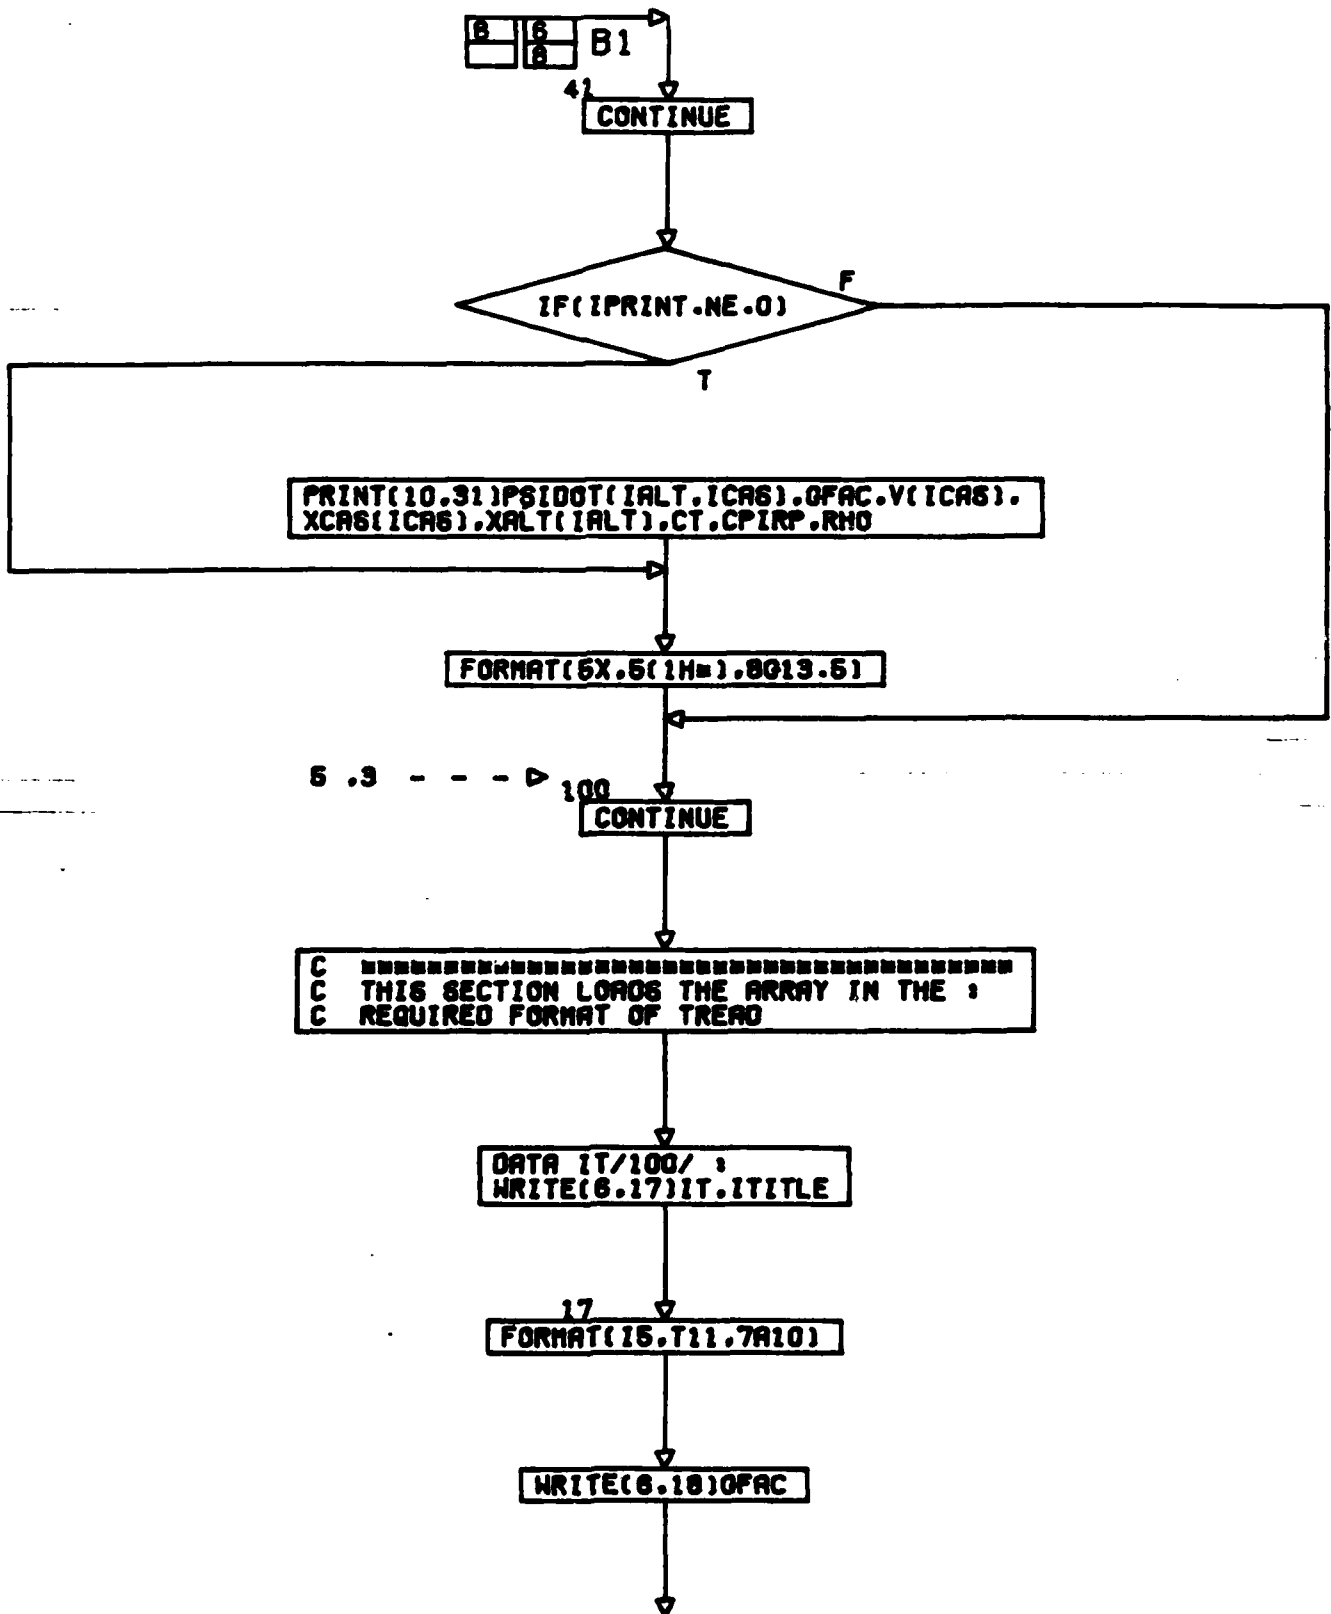 8 6 B1
8
41
CONTINUE
F
IF(IPRINT.NE.0)
T
PRINT(10.31)PSIDOT(IALT.ICAS).GFAC.V(ICAS).
XCAS(ICAS).XALT(IALT).CT.CPIRP.RHO
FORMAT(5X.5(1H=).8G13.5)
5 .3 - - - 100
CONTINUE
C ========================================
C THIS SECTION LOADS THE ARRAY IN THE :
C REQUIRED FORMAT OF TREAD
DATA IT/100/ :
WRITE(6.17)IT.ITITLE
17
FORMAT(I5.T11.7A10)
WRITE(6.18)GFAC